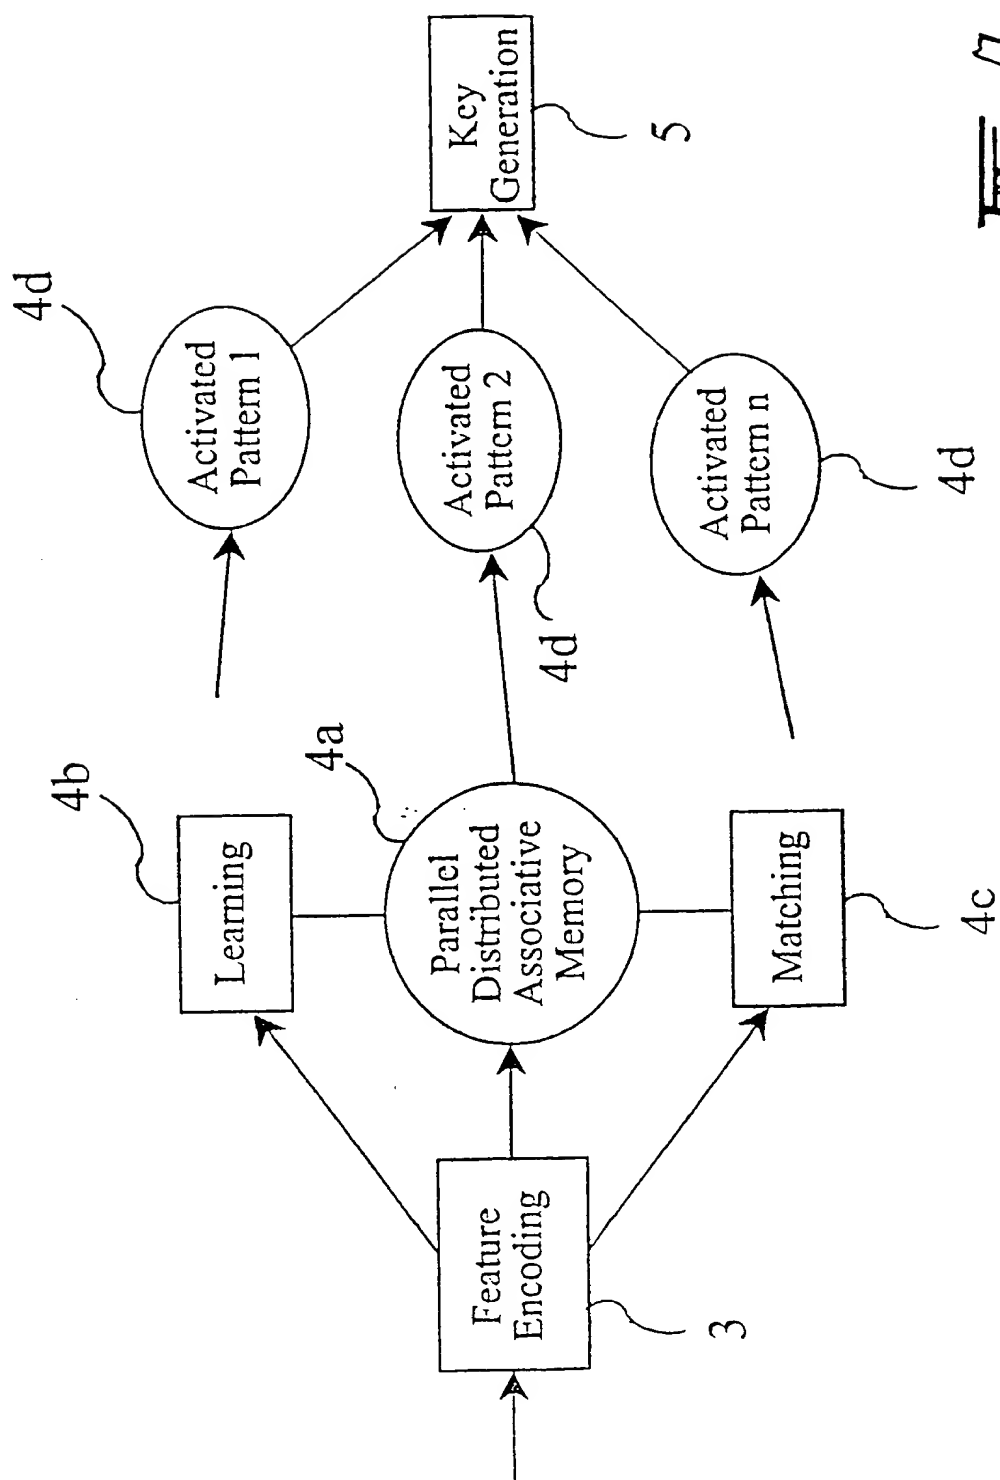 Feature
Encoding
3
Learning
4b
Parallel
Distributed
Associative
Memory
4a
Matching
4c
Activated
Pattern 1
4d
Activated
Pattern 2
4d
Activated
Pattern n
4d
Key
Generation
5